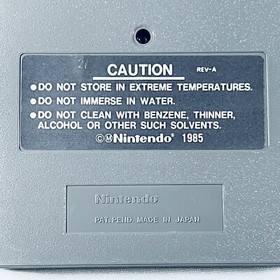 CAUTION REV-A
●DO NOT STORE IN EXTREME TEMPERATURES.
●DO NOT IMMERSE IN WATER.
●DO NOT CLEAN WITH BENZENE, THINNER,
ALCOHOL OR OTHER SUCH SOLVENTS.
©ⓂNintendo® 1985
Nintendo®
PAT. PEND. MADE IN JAPAN